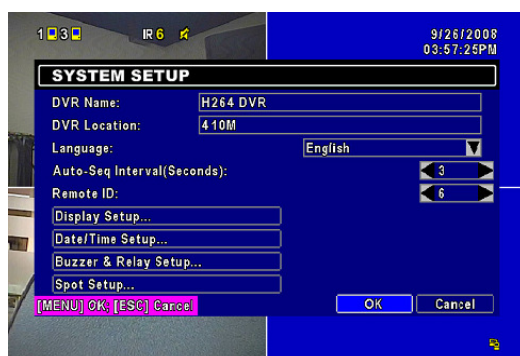 1 3 IR 6 9/26/2008
03:57:25PM
SYSTEM SETUP
DVR Name: H264 DVR
DVR Location: 410M
Language: English
Auto-Seq Interval(Seconds): 3
Remote ID: 6
Display Setup...
Date/Time Setup...
Buzzer & Relay Setup...
Spot Setup...
[MENU] OK; [ESC] Cancel OK Cancel